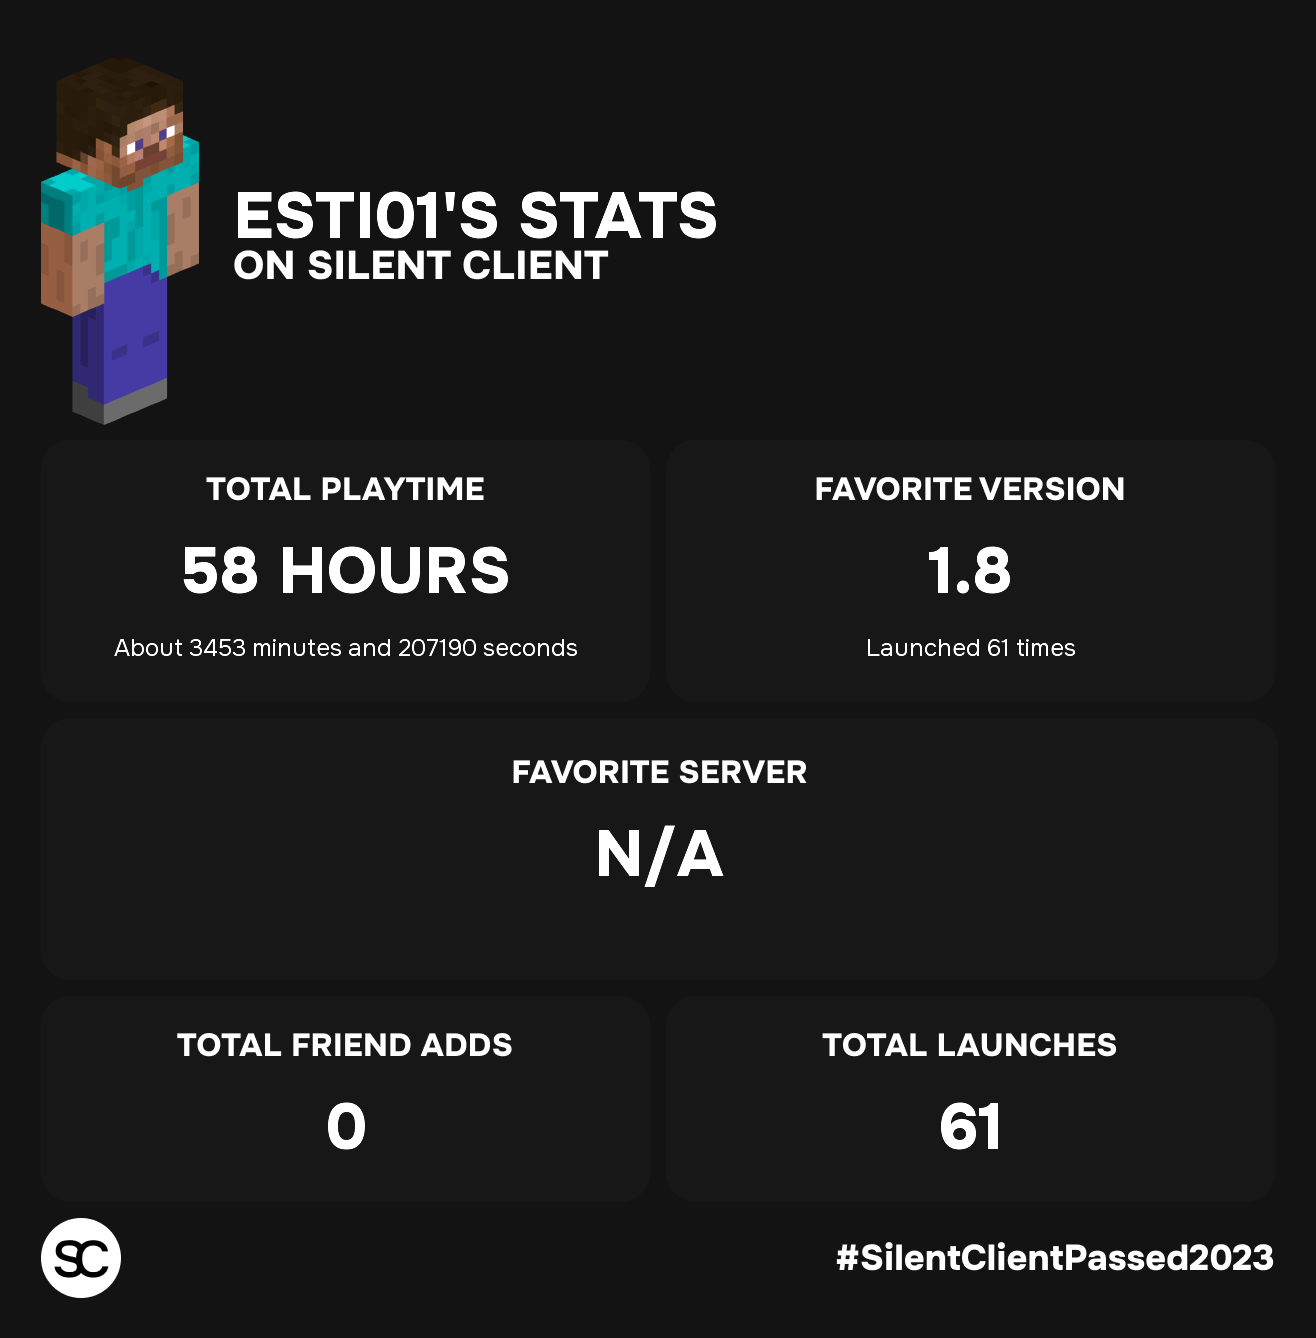 ESTI01'S STATS
ON SILENT CLIENT
TOTAL PLAYTIME
58 HOURS
About 3453 minutes and 207190 seconds
FAVORITE VERSION
1.8
Launched 61 times
FAVORITE SERVER
N/A
TOTAL FRIEND ADDS
0
TOTAL LAUNCHES
61
SC
#SilentClientPassed2023